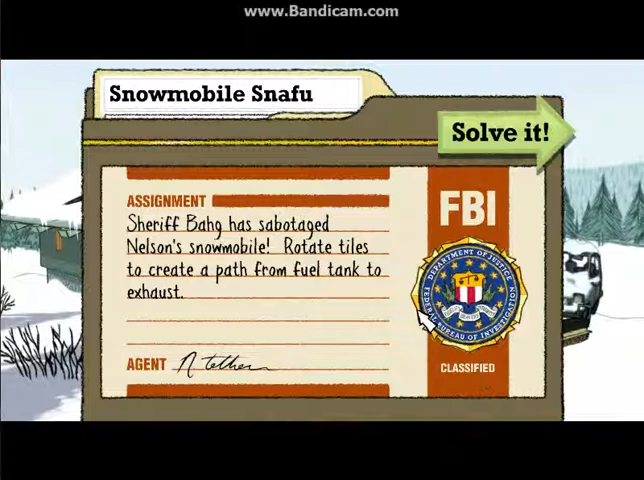 www.Bandicam.com
Snowmobile Snafu
Solve it!
ASSIGNMENT
Sheriff Bahg has sabotaged
Nelson's snowmobile! Rotate tiles
to create a path from fuel tank to
exhaust.
AGENT N Tethers
FBI
DEPARTMENT OF JUSTICE
FEDERAL BUREAU OF INVESTIGATION
CLASSIFIED